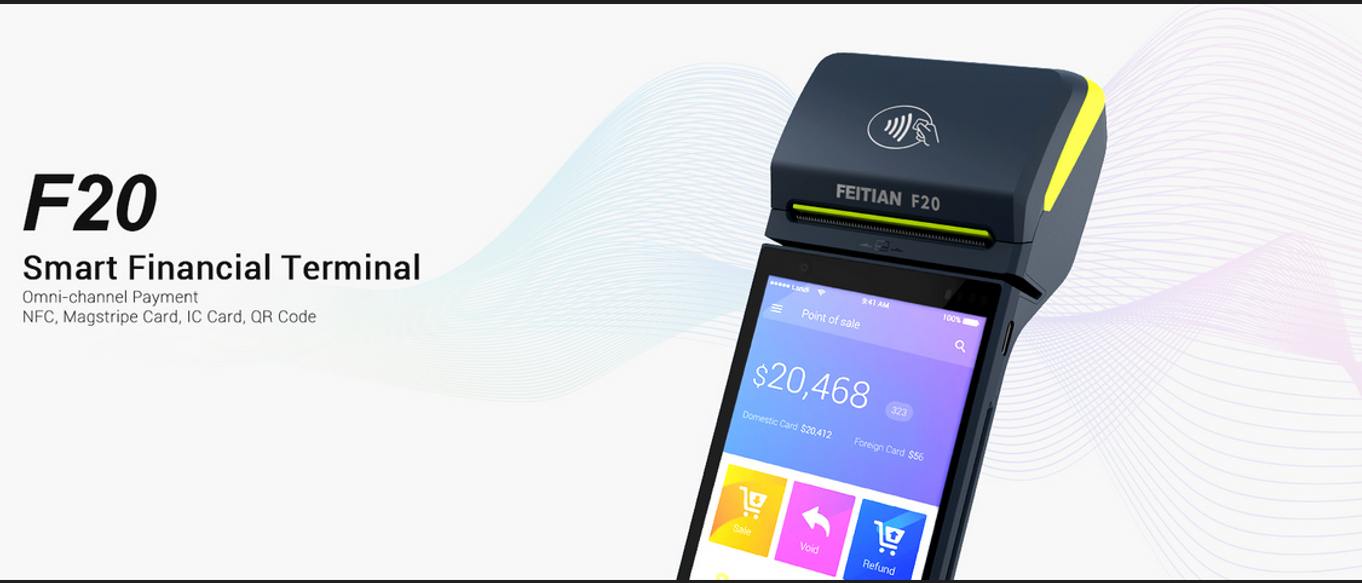 F20
Smart Financial Terminal
Omni-channel Payment
NFC, Magstripe Card, IC Card, QR Code
FEITIAN F20
Landi
9:41 AM
100%
Point of sale
$20,468
323
Domestic Card $20,412
Foreign Card $56
Sale
Void
Refund